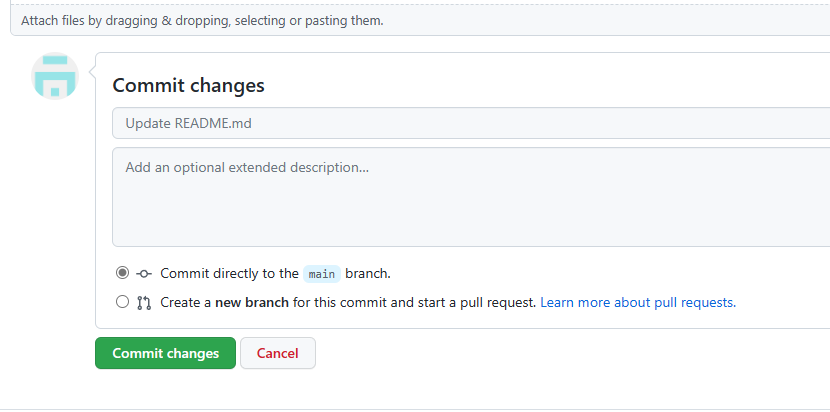 Attach files by dragging & dropping, selecting or pasting them.
Commit changes
Update README.md
Add an optional extended description...
Commit directly to the main branch.
Create a new branch for this commit and start a pull request. Learn more about pull requests.
Commit changes Cancel